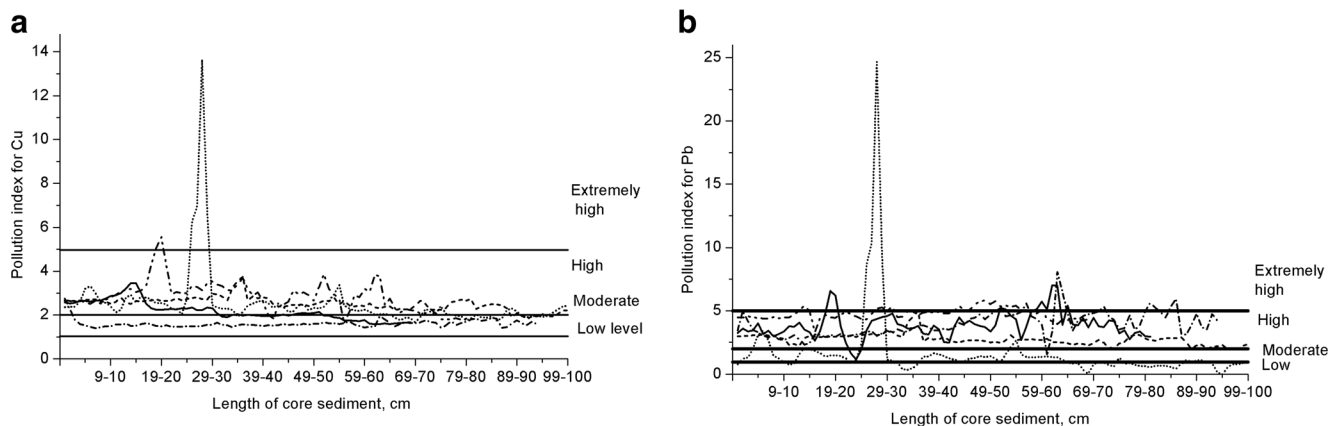 a
Pollution index for Cu
14
12
10
8
6
4
2
0
9-10 19-20 29-30 39-40 49-50 59-60 69-70 79-80 89-90 99-100
Length of core sediment, cm
Extremely
high
High
Moderate
Low level
b
Pollution index for Pb
25
20
15
10
5
0
9-10 19-20 29-30 39-40 49-50 59-60 69-70 79-80 89-90 99-100
Length of core sediment, cm
Extremely
high
High
Moderate
Low